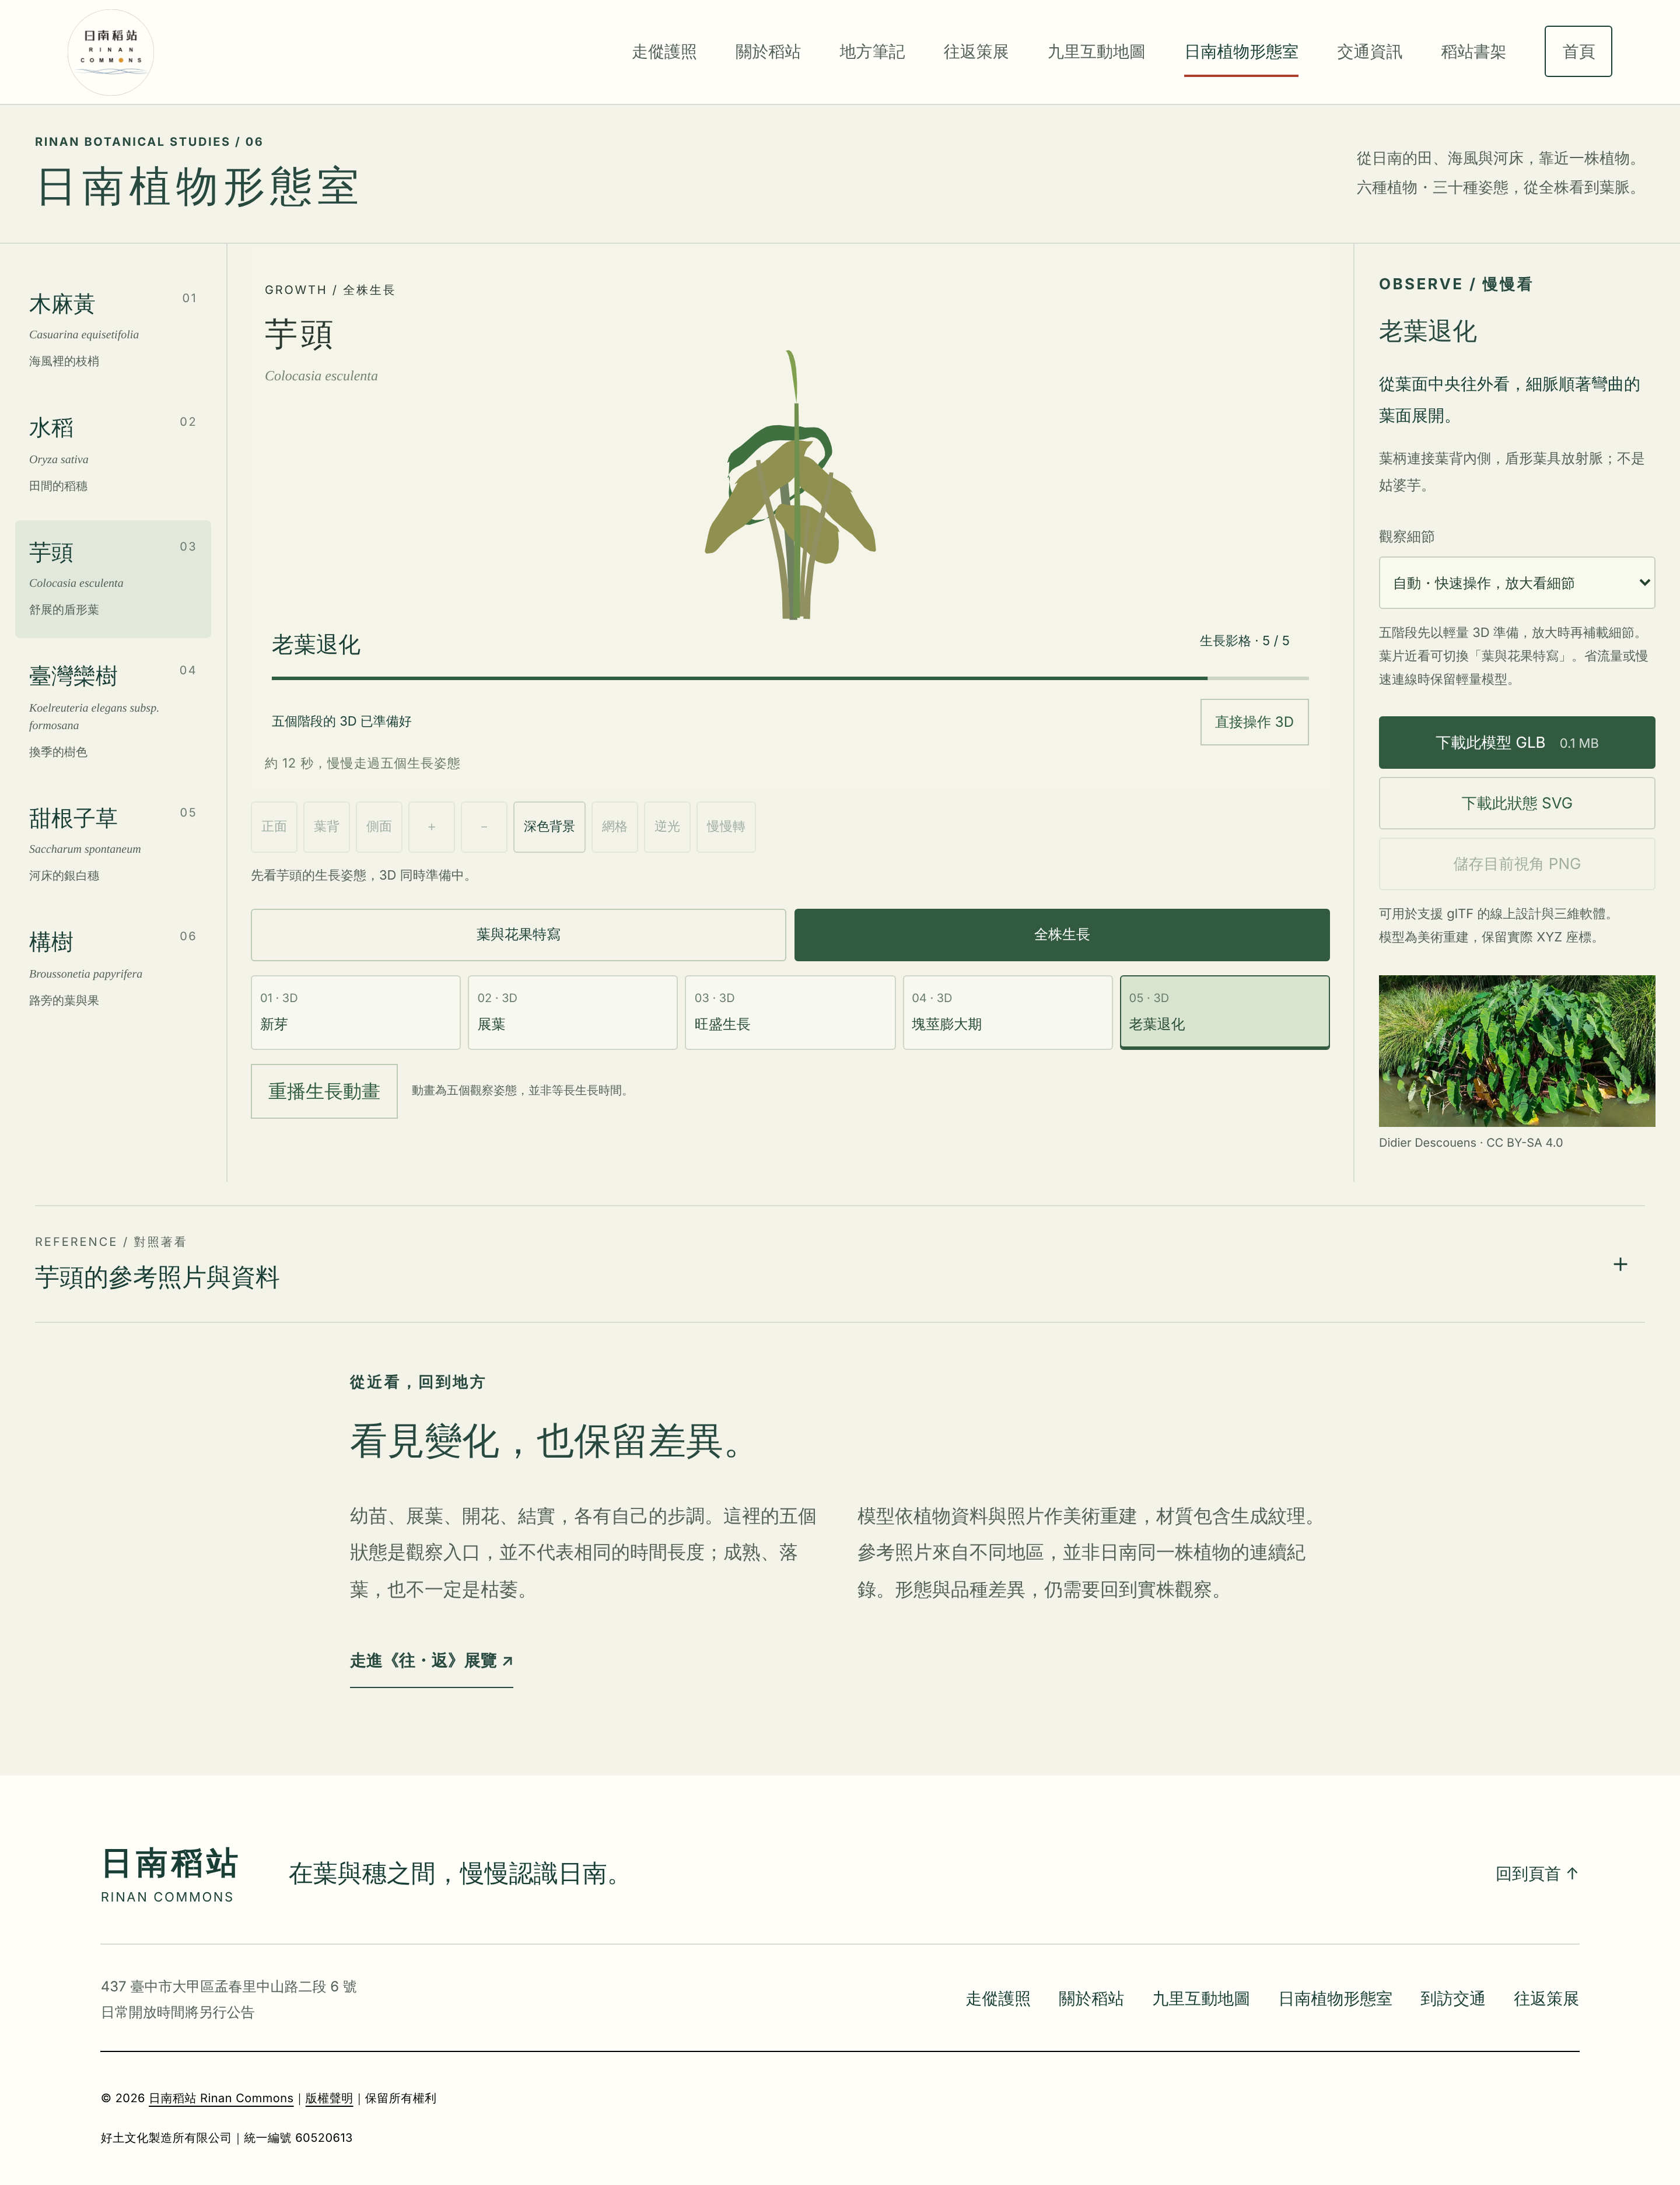 日南稻站
RINAN
COMMONS
走從護照
關於稻站
地方筆記
往返策展
九里互動地圖
日南植物形態室
交通資訊
稻站書架
首頁
RINAN BOTANICAL STUDIES / 06
日南植物形態室
從日南的田、海風與河床，靠近一株植物。
六種植物・三十種姿態，從全株看到葉脈。
木麻黃
01
Casuarina equisetifolia
海風裡的枝梢
水稻
02
Oryza sativa
田間的稻穗
芋頭
03
Colocasia esculenta
舒展的盾形葉
臺灣欒樹
04
Koelreuteria elegans subsp.
formosana
換季的樹色
甜根子草
05
Saccharum spontaneum
河床的銀白穗
構樹
06
Broussonetia papyrifera
路旁的葉與果
GROWTH / 全株生長
芋頭
Colocasia esculenta
老葉退化
生長影格 · 5 / 5
五個階段的 3D 已準備好
直接操作 3D
約 12 秒，慢慢走過五個生長姿態
正面
葉背
側面
+
−
深色背景
網格
逆光
慢慢轉
先看芋頭的生長姿態，3D 同時準備中。
葉與花果特寫
全株生長
01 · 3D
新芽
02 · 3D
展葉
03 · 3D
旺盛生長
04 · 3D
塊莖膨大期
05 · 3D
老葉退化
重播生長動畫
動畫為五個觀察姿態，並非等長生長時間。
OBSERVE / 慢慢看
老葉退化
從葉面中央往外看，細脈順著彎曲的
葉面展開。
葉柄連接葉背內側，盾形葉具放射脈；不是
姑婆芋。
觀察細節
自動・快速操作，放大看細節
五階段先以輕量 3D 準備，放大時再補載細節。
葉片近看可切換「葉與花果特寫」。省流量或慢
速連線時保留輕量模型。
下載此模型 GLB 0.1 MB
下載此狀態 SVG
儲存目前視角 PNG
可用於支援 glTF 的線上設計與三維軟體。
模型為美術重建，保留實際 XYZ 座標。
Didier Descouens · CC BY-SA 4.0
REFERENCE / 對照著看
芋頭的參考照片與資料
+
從近看，回到地方
看見變化，也保留差異。
幼苗、展葉、開花、結實，各有自己的步調。這裡的五個
狀態是觀察入口，並不代表相同的時間長度；成熟、落
葉，也不一定是枯萎。
模型依植物資料與照片作美術重建，材質包含生成紋理。
參考照片來自不同地區，並非日南同一株植物的連續紀
錄。形態與品種差異，仍需要回到實株觀察。
走進《往・返》展覽 ↗
日南稻站
RINAN COMMONS
在葉與穗之間，慢慢認識日南。
回到頁首 ↑
437 臺中市大甲區孟春里中山路二段 6 號
日常開放時間將另行公告
走從護照
關於稻站
九里互動地圖
日南植物形態室
到訪交通
往返策展
© 2026 日南稻站 Rinan Commons｜版權聲明｜保留所有權利
好土文化製造所有限公司｜統一編號 60520613